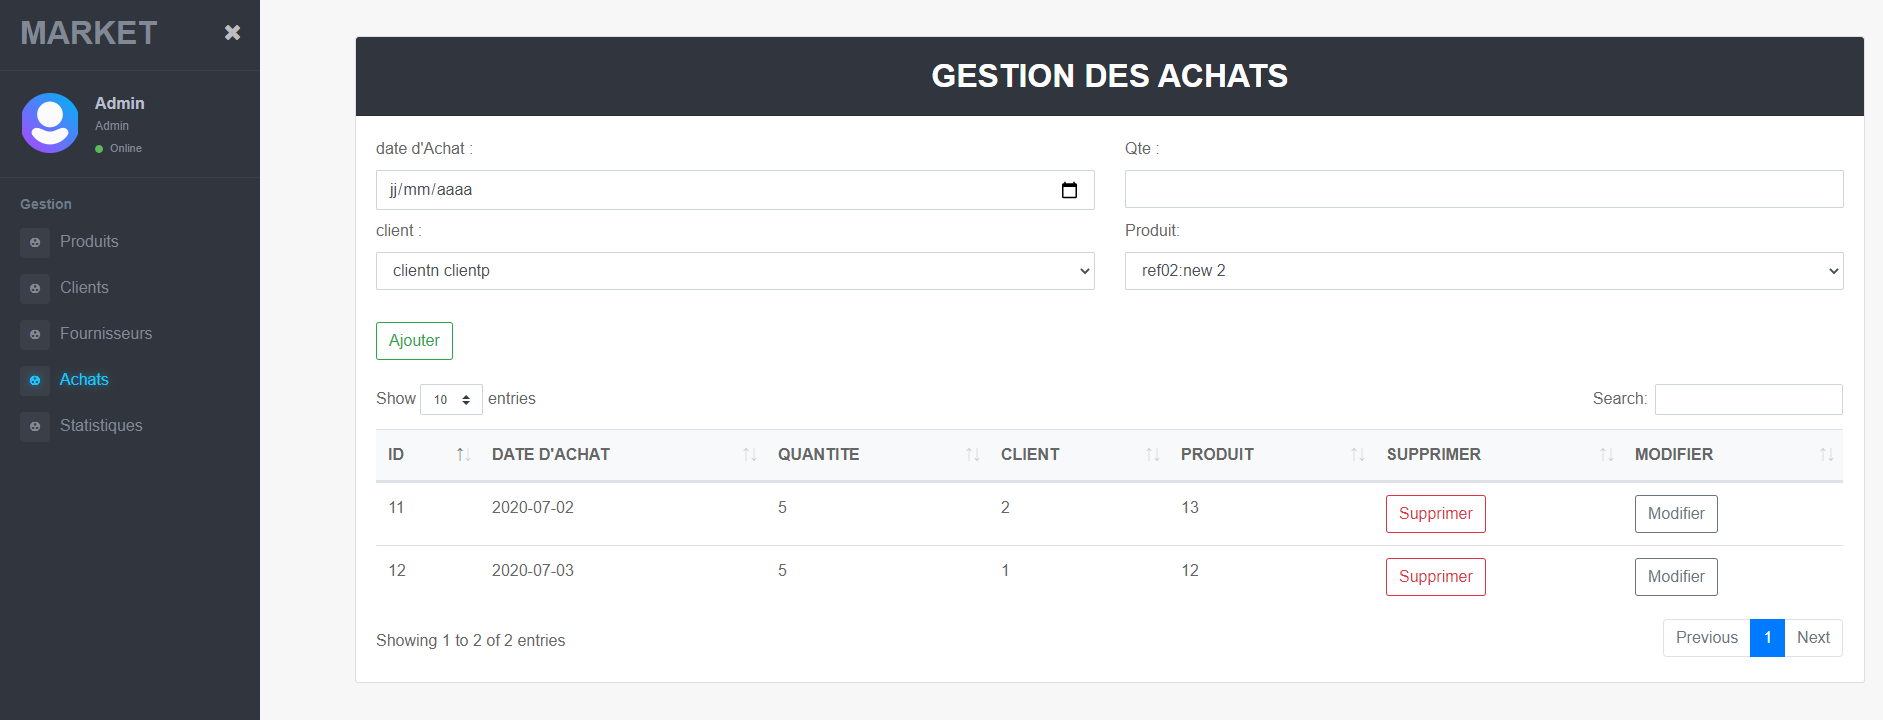 MARKET
Admin
Admin
Online
Gestion
Produits
Clients
Fournisseurs
Achats
Statistiques
GESTION DES ACHATS
date d'Achat :
Qte :
jj/mm/aaaa
client :
Produit:
clientn clientp
ref02:new 2
Ajouter
Show 10 entries
Search:
ID DATE D'ACHAT QUANTITE CLIENT PRODUIT SUPPRIMER MODIFIER
11 2020-07-02 5 2 13 Supprimer Modifier
12 2020-07-03 5 1 12 Supprimer Modifier
Showing 1 to 2 of 2 entries
Previous 1 Next